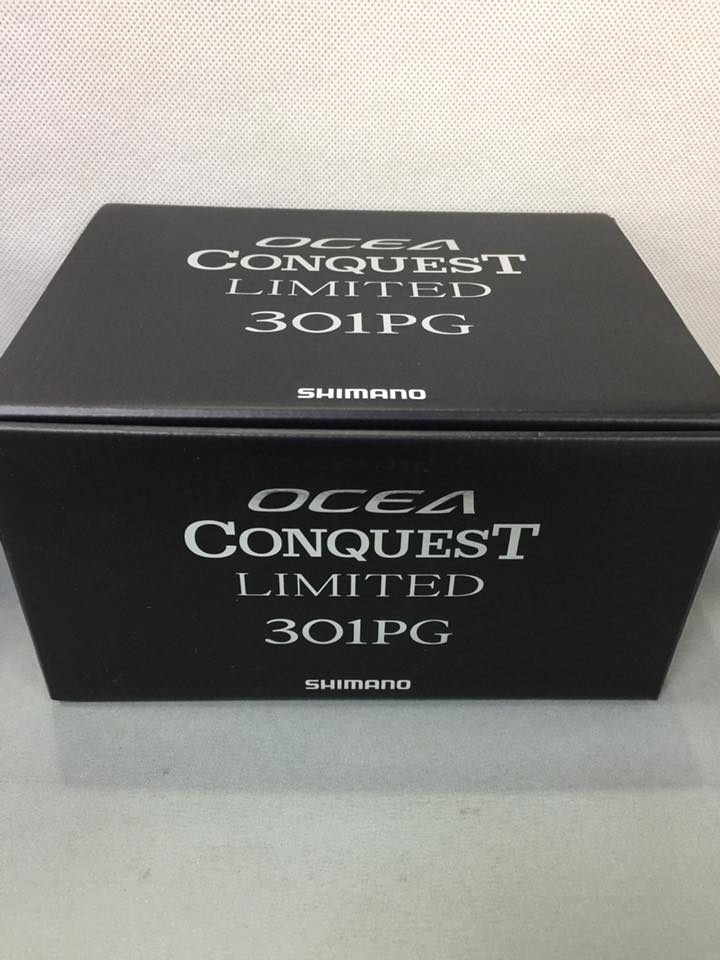 OCEA
CONQUEST
LIMITED
301PG
SHIMANO
OCEA
CONQUEST
LIMITED
301PG
SHIMANO